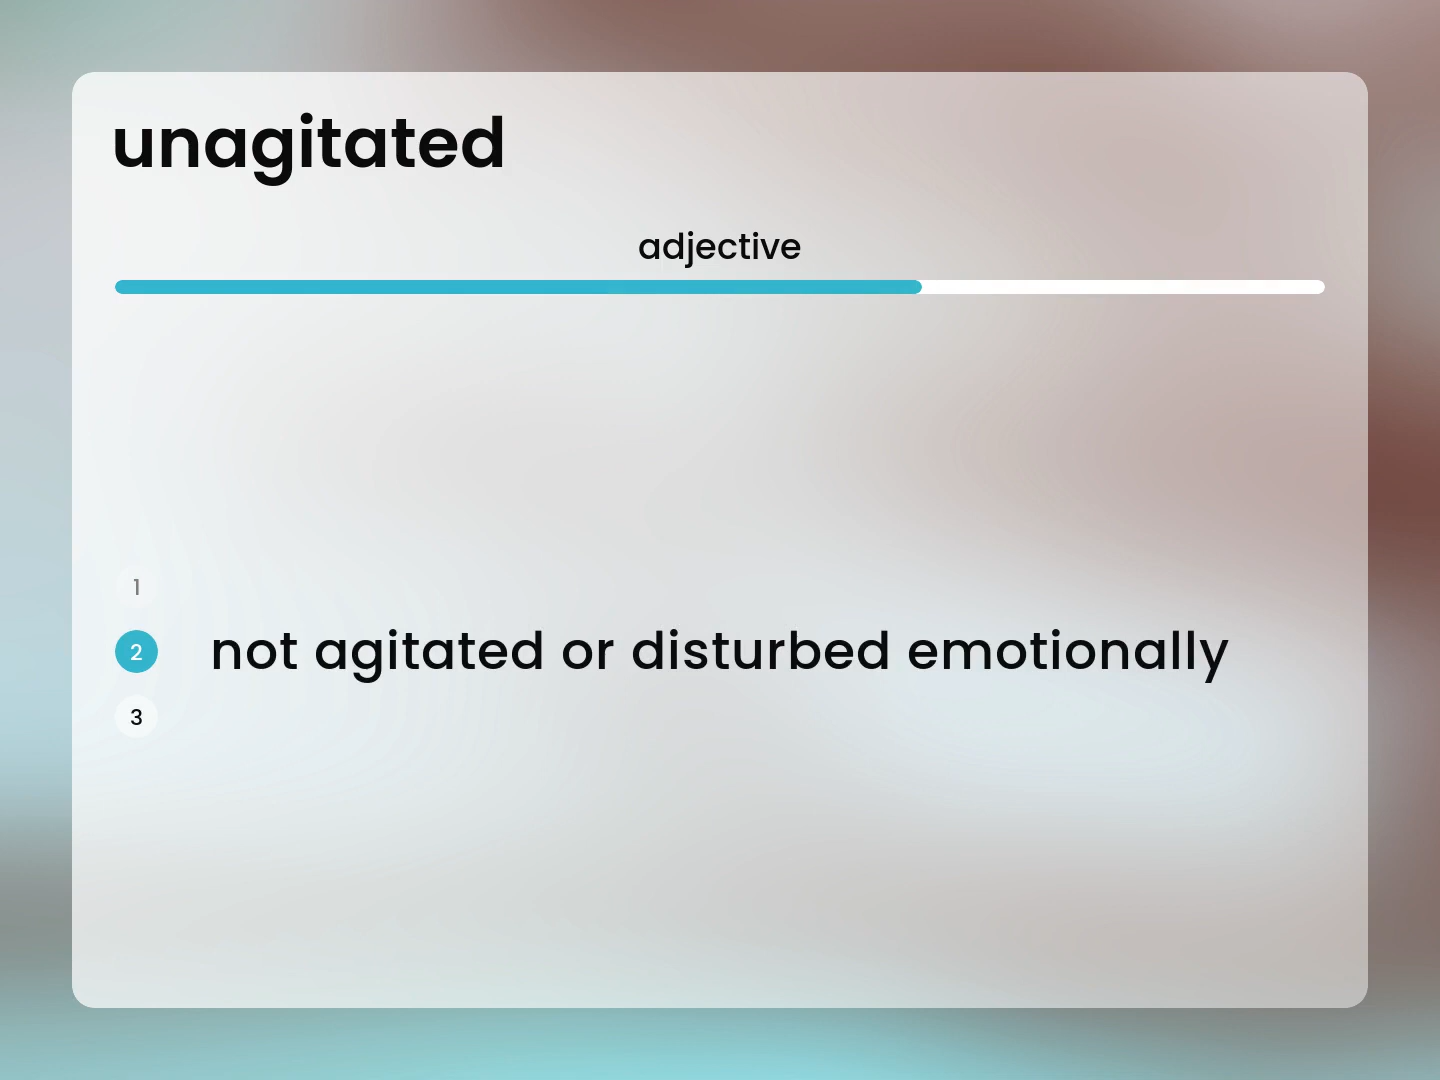 unagitated
adjective
1
2
not agitated or disturbed emotionally
3